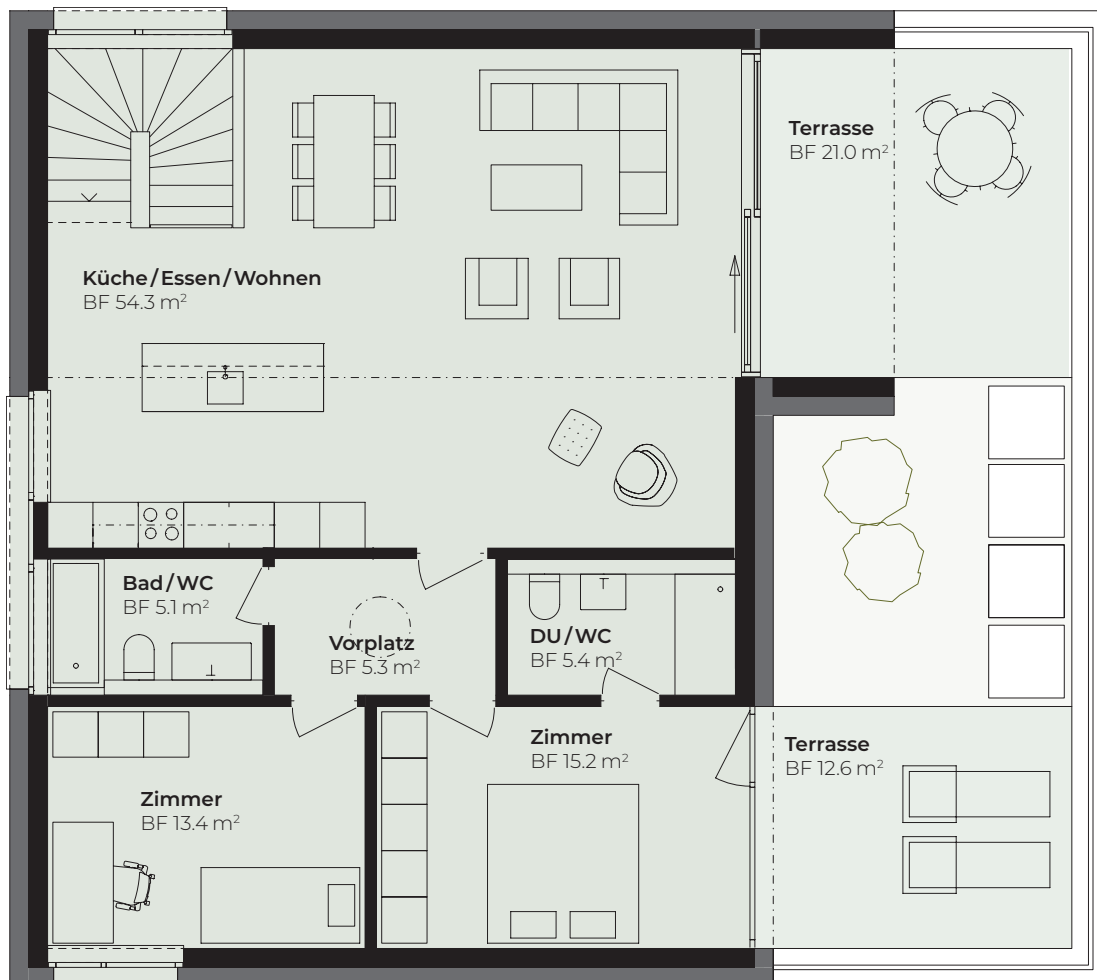 Terrasse
BF 21.0 m²
Küche/Essen/Wohnen
BF 54.3 m²
Bad/WC
BF 5.1 m²
Vorplatz
BF 5.3 m²
DU/WC
BF 5.4 m²
Zimmer
BF 15.2 m²
Terrasse
BF 12.6 m²
Zimmer
BF 13.4 m²